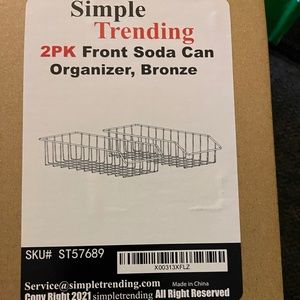 Simple
Trending
2PK Front Soda Can
Organizer, Bronze
SKU# ST57689
X00313XFLZ
Service@simpletrending.com Made in China
Copy Right 2021 simpletrending All Right Reserved